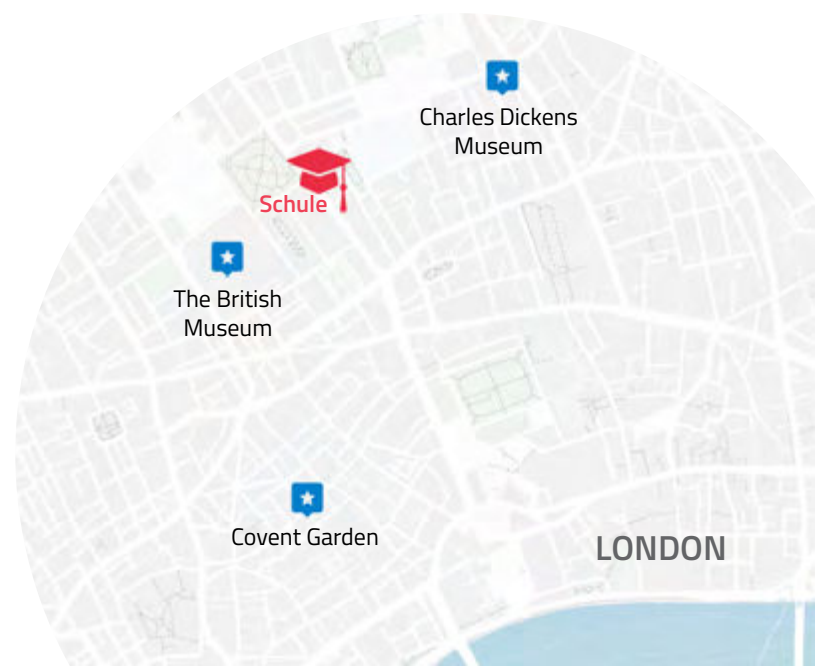 Charles Dickens
Museum
Schule
The British
Museum
Covent Garden
LONDON